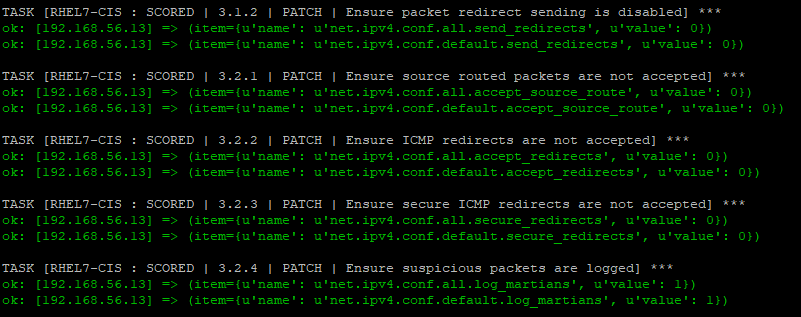 TASK [RHEL7-CIS : SCORED | 3.1.2 | PATCH | Ensure packet redirect sending is disabled] ***
ok: [192.168.56.13] => (item={u'name': u'net.ipv4.conf.all.send_redirects', u'value': 0})
ok: [192.168.56.13] => (item={u'name': u'net.ipv4.conf.default.send_redirects', u'value': 0})
TASK [RHEL7-CIS : SCORED | 3.2.1 | PATCH | Ensure source routed packets are not accepted] ***
ok: [192.168.56.13] => (item={u'name': u'net.ipv4.conf.all.accept_source_route', u'value': 0})
ok: [192.168.56.13] => (item={u'name': u'net.ipv4.conf.default.accept_source_route', u'value': 0})
TASK [RHEL7-CIS : SCORED | 3.2.2 | PATCH | Ensure ICMP redirects are not accepted] ***
ok: [192.168.56.13] => (item={u'name': u'net.ipv4.conf.all.accept_redirects', u'value': 0})
ok: [192.168.56.13] => (item={u'name': u'net.ipv4.conf.default.accept_redirects', u'value': 0})
TASK [RHEL7-CIS : SCORED | 3.2.3 | PATCH | Ensure secure ICMP redirects are not accepted] ***
ok: [192.168.56.13] => (item={u'name': u'net.ipv4.conf.all.secure_redirects', u'value': 0})
ok: [192.168.56.13] => (item={u'name': u'net.ipv4.conf.default.secure_redirects', u'value': 0})
TASK [RHEL7-CIS : SCORED | 3.2.4 | PATCH | Ensure suspicious packets are logged] ***
ok: [192.168.56.13] => (item={u'name': u'net.ipv4.conf.all.log_martians', u'value': 1})
ok: [192.168.56.13] => (item={u'name': u'net.ipv4.conf.default.log_martians', u'value': 1})